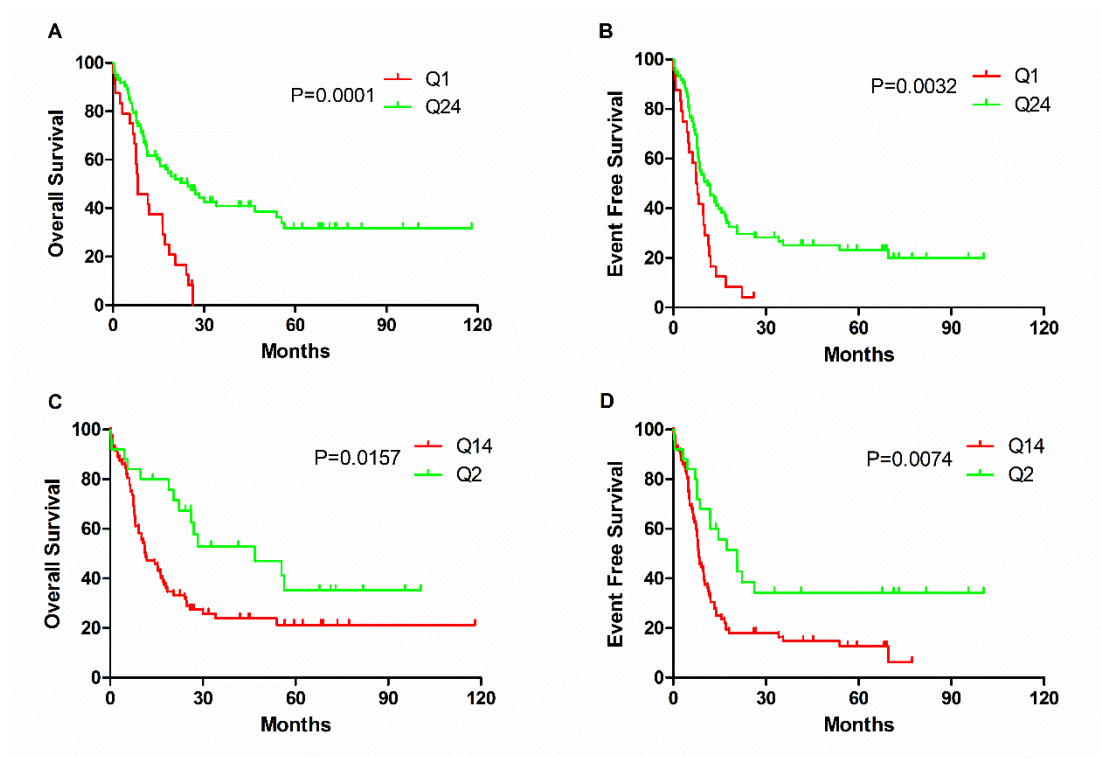 A
100
80
60
40
20
0
Overall Survival
P=0.0001
Q1
Q24
0 30 60 90 120
Months
B
100
80
60
40
20
0
Event Free Survival
P=0.0032
Q1
Q24
0 30 60 90 120
Months
C
100
80
60
40
20
0
Overall Survival
P=0.0157
Q14
Q2
0 30 60 90 120
Months
D
100
80
60
40
20
0
Event Free Survival
P=0.0074
Q14
Q2
0 30 60 90 120
Months